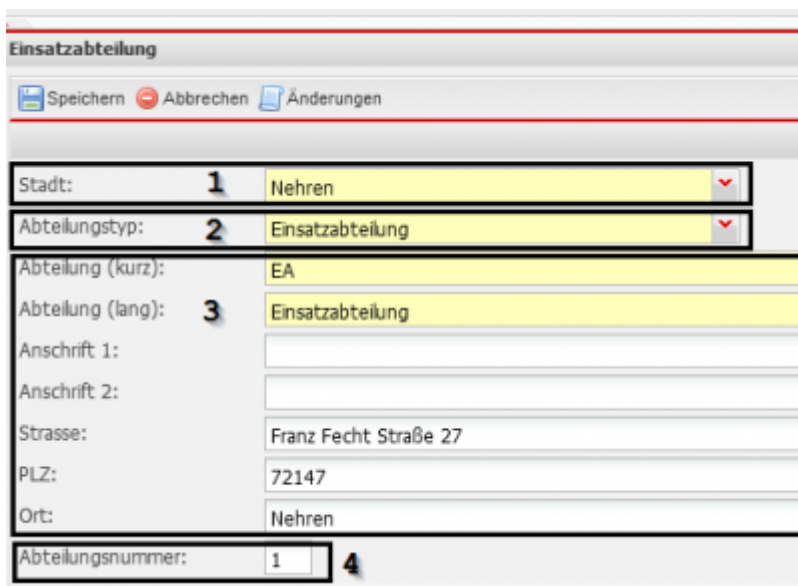 Einsatzabteilung
Speichern Abbrechen Änderungen
Stadt: 1 Nehren
Abteilungstyp: 2 Einsatzabteilung
Abteilung (kurz): EA
Abteilung (lang): 3 Einsatzabteilung
Anschrift 1:
Anschrift 2:
Strasse: Franz Fecht Straße 27
PLZ: 72147
Ort: Nehren
Abteilungsnummer: 1 4